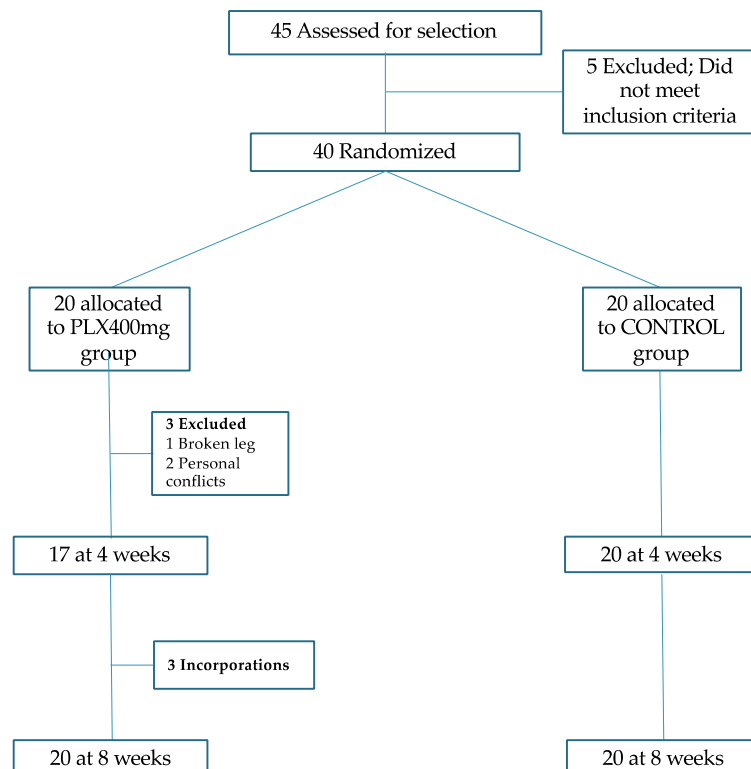 45 Assessed for selection
5 Excluded; Did
not meet
inclusion criteria
40 Randomized
20 allocated
to PLX400mg
group
20 allocated
to CONTROL
group
3 Excluded
1 Broken leg
2 Personal
conflicts
17 at 4 weeks
20 at 4 weeks
3 Incorporations
20 at 8 weeks
20 at 8 weeks